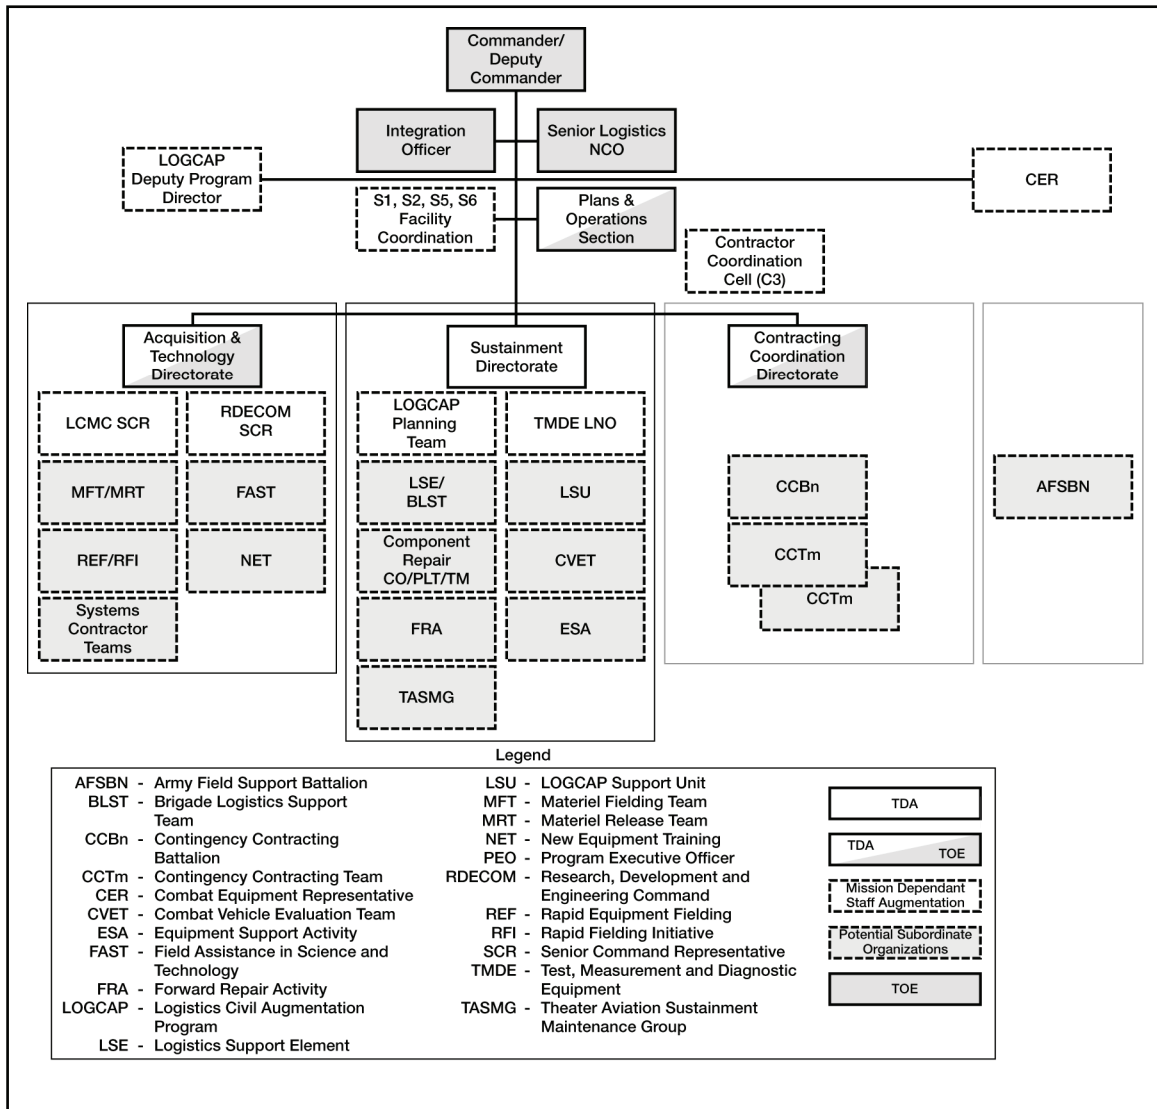 Commander/
Deputy
Commander
Integration
Officer
Senior Logistics
NCO
LOGCAP
Deputy Program
Director
CER
S1, S2, S5, S6
Facility
Coordination
Plans &
Operations
Section
Contractor
Coordination
Cell (C3)
Acquisition &
Technology
Directorate
Sustainment
Directorate
Contracting
Coordination
Directorate
LCMC SCR
RDECOM
SCR
MFT/MRT
FAST
REF/RFI
NET
Systems
Contractor
Teams
LOGCAP
Planning
Team
TMDE LNO
LSE/
BLST
LSU
Component
Repair
CO/PLT/TM
CVET
FRA
ESA
TASMG
CCBn
CCTm
CCTm
AFSBN
Legend
AFSBN - Army Field Support Battalion
BLST - Brigade Logistics Support
Team
CCBn - Contingency Contracting
Battalion
CCTm - Contingency Contracting Team
CER - Combat Equipment Representative
CVET - Combat Vehicle Evaluation Team
ESA - Equipment Support Activity
FAST - Field Assistance in Science and
Technology
FRA - Forward Repair Activity
LOGCAP - Logistics Civil Augmentation
Program
LSE - Logistics Support Element
LSU - LOGCAP Support Unit
MFT - Materiel Fielding Team
MRT - Materiel Release Team
NET - New Equipment Training
PEO - Program Executive Officer
RDECOM - Research, Development and
Engineering Command
REF - Rapid Equipment Fielding
RFI - Rapid Fielding Initiative
SCR - Senior Command Representative
TMDE - Test, Measurement and Diagnostic
Equipment
TASMG - Theater Aviation Sustainment
Maintenance Group
TDA
TDA TOE
Mission Dependant
Staff Augmentation
Potential Subordinate
Organizations
TOE